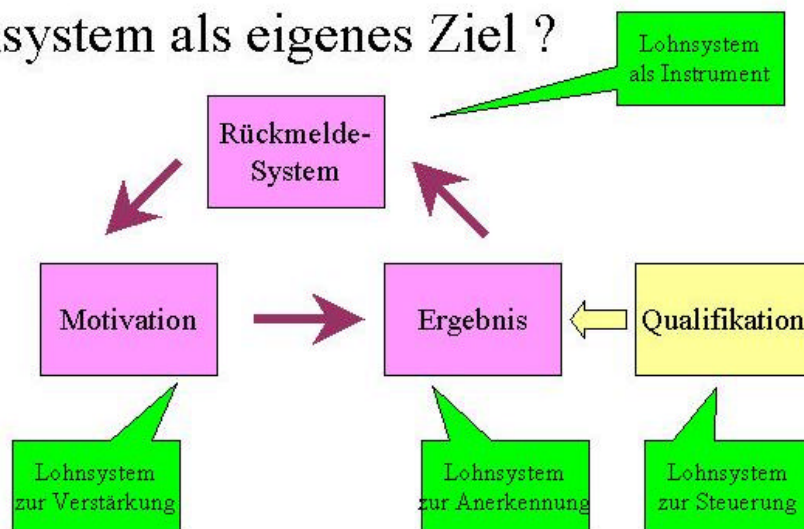 system als eigenes Ziel ?
Lohnsystem
als Instrument
Rückmelde-
System
Motivation
Ergebnis
Qualifikation
Lohnsystem
zur Verstärkung
Lohnsystem
zur Anerkennung
Lohnsystem
zur Steuerung